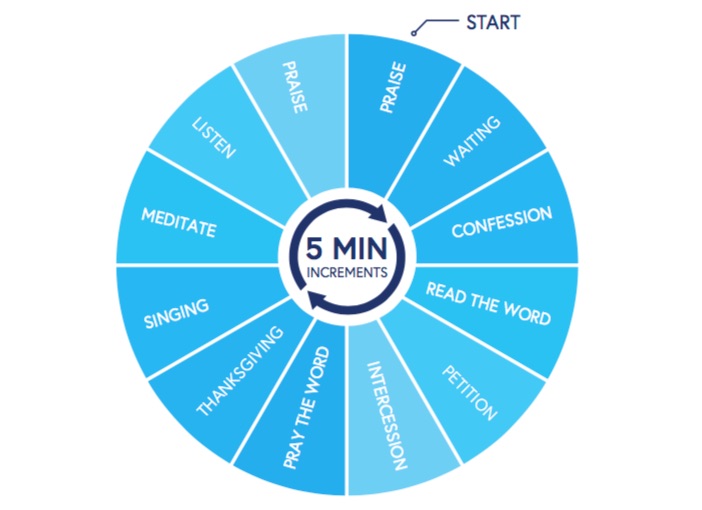 START
PRAISE
WAITING
CONFESSION
READ THE WORD
PETITION
INTERCESSION
PRAY THE WORD
THANKSGIVING
SINGING
MEDITATE
LISTEN
PRAISE
5 MIN
INCREMENTS